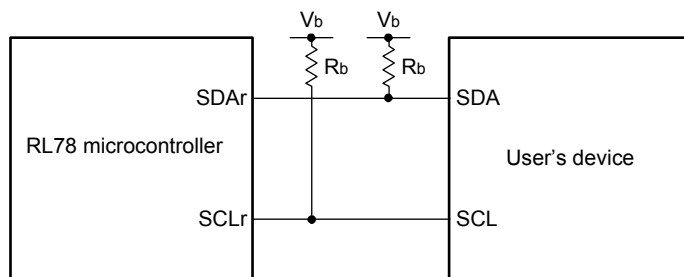 Vb Vb
Rb Rb
SDAr SDA
RL78 microcontroller User's device
SCLr SCL